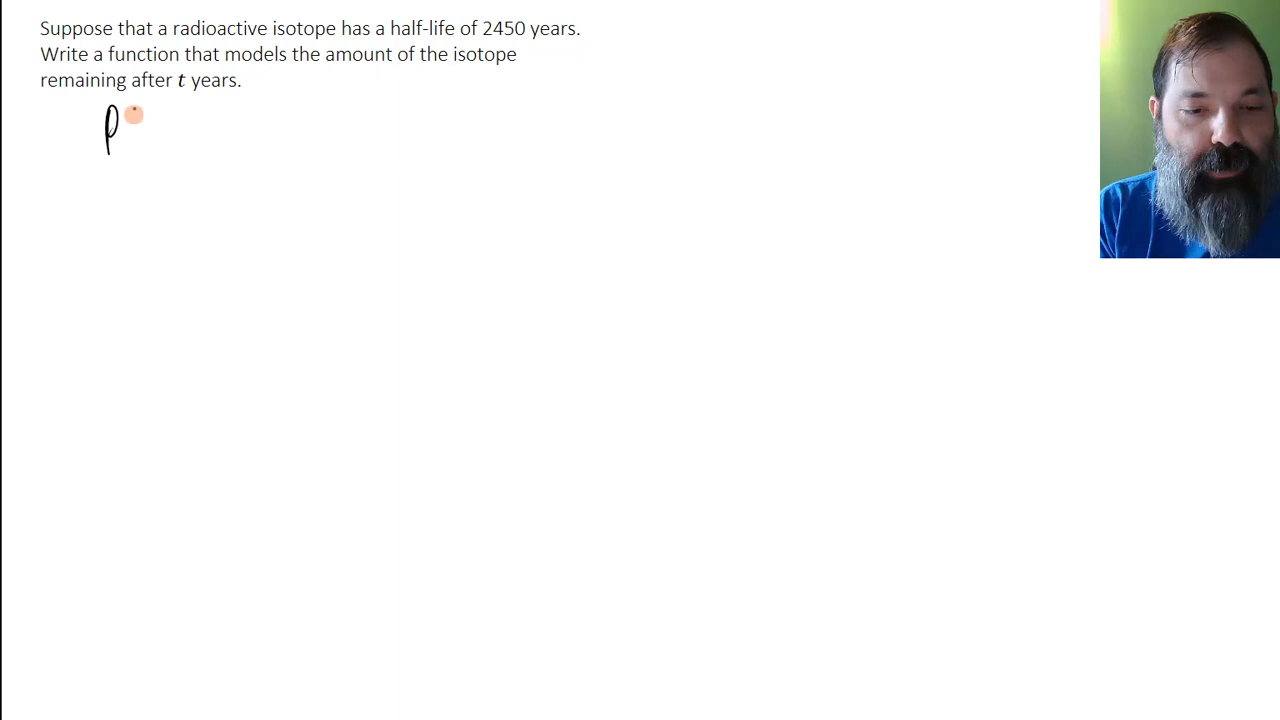 Suppose that a radioactive isotope has a half-life of 2450 years.
Write a function that models the amount of the isotope
remaining after t years.
P